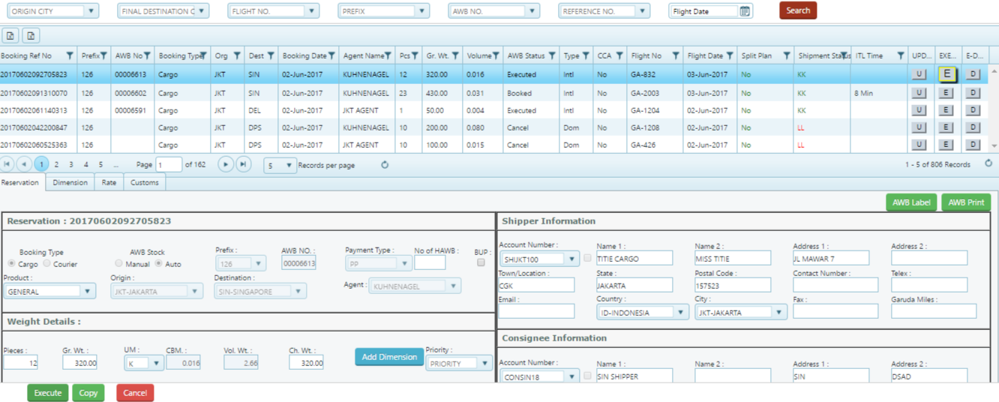 ORIGIN CITY FINAL DESTINATION C FLIGHT NO. PREFIX AWB NO. REFERENCE NO. Flight Date Search
Booking Ref No Prefix AWB No Booking Type Org Dest Booking Date Agent Name Pcs Gr. Wt. Volume AWB Status Type CCA Flight No Flight Date Split Plan Shipment Status ITL Time UPD... EXE... E-D...
20170602092705823 126 00006613 Cargo JKT SIN 02-Jun-2017 KUHNENAGEL 12 320.00 0.016 Executed Intl No GA-832 03-Jun-2017 No KK U E D
20170602091310070 126 00006602 Cargo JKT SIN 02-Jun-2017 KUHNENAGEL 23 430.00 0.031 Booked Intl No GA-2003 03-Jun-2017 No KK 8 Min U E D
20170602061140313 126 00006591 Cargo JKT DEL 02-Jun-2017 JKT AGENT 1 50.00 0.004 Executed Intl No GA-1204 02-Jun-2017 No KK U E D
20170602042200847 126 Cargo JKT DPS 02-Jun-2017 KUHNENAGEL 10 200.00 0.080 Cancel Dom No GA-1208 02-Jun-2017 No LL U E D
20170602060525363 126 Cargo JKT DPS 02-Jun-2017 JKT AGENT 10 100.00 0.015 Cancel Dom No GA-426 02-Jun-2017 No LL U E D
1 2 3 4 5 ... Page 1 of 162 5 Records per page 1 - 5 of 806 Records
Reservation Dimension Rate Customs
AWB Label AWB Print
Reservation : 20170602092705823
Booking Type AWB Stock Prefix : AWB NO. : Payment Type : No of HAWB : BUP :
Cargo Courier Manual Auto 126 00006613 PP
Product : Origin : Destination : Agent : KUHNENAGEL
GENERAL JKT-JAKARTA SIN-SINGAPORE
Weight Details :
Pieces : Gr. Wt. : UM : CBM. : Vol. Wt. : Ch. Wt. : Add Dimension Priority :
12 320.00 K 0.016 2.66 320.00 PRIORITY
Shipper Information
Account Number : Name 1 : Name 2 : Address 1 : Address 2 :
SHIJKT100 TITIE CARGO MISS TITIE JL MAWAR 7
Town/Location : State : Postal Code : Contact Number : Telex :
CGK JAKARTA 157523
Email : Country : City : Fax : Garuda Miles :
ID-INDONESIA JKT-JAKARTA
Consignee Information
Account Number : Name 1 : Name 2 : Address 1 : Address 2 :
CONSIN18 SIN SHIPPER SIN DSAD
Execute Copy Cancel